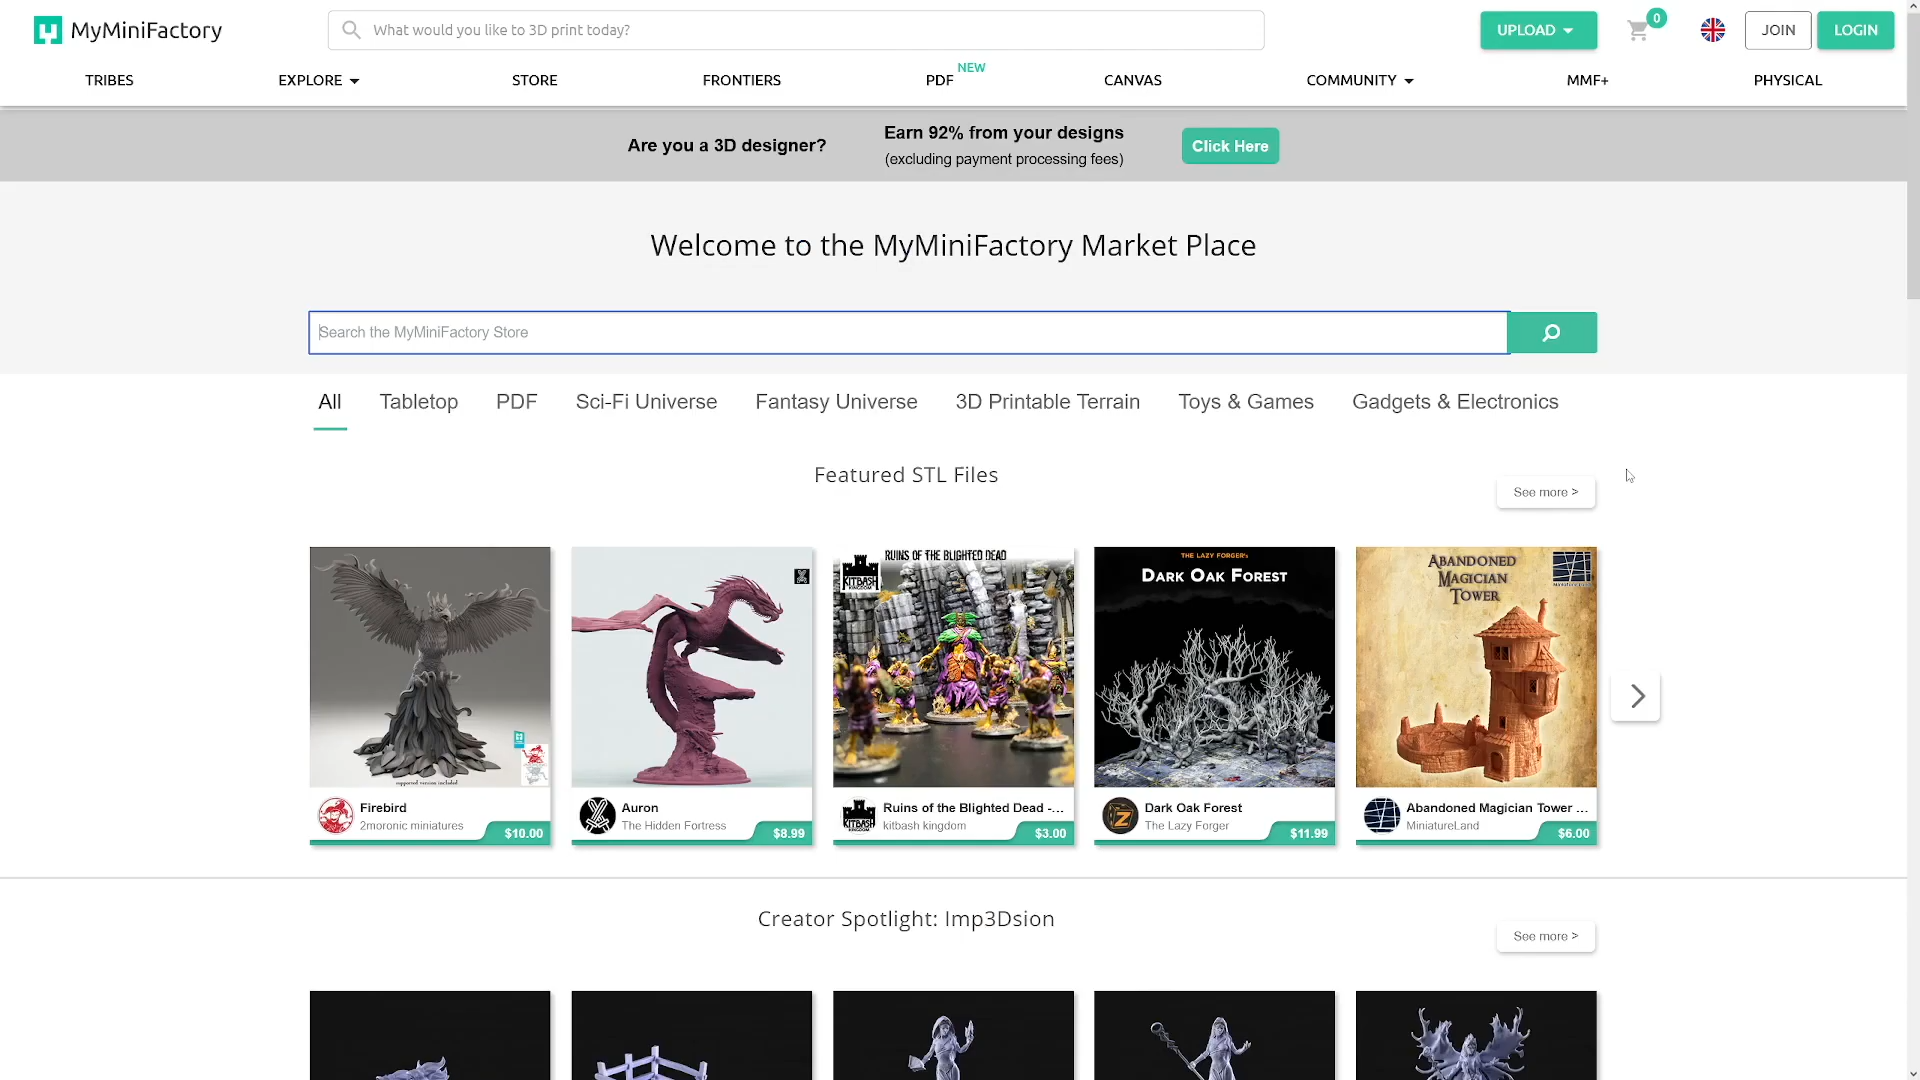 MyMiniFactory
What would you like to 3D print today?
UPLOAD
0
JOIN
LOGIN
TRIBES
EXPLORE
STORE
FRONTIERS
PDF
NEW
CANVAS
COMMUNITY
MMF+
PHYSICAL
Are you a 3D designer?
Earn 92% from your designs
(excluding payment processing fees)
Click Here
Welcome to the MyMiniFactory Market Place
Search the MyMiniFactory Store
All
Tabletop
PDF
Sci-Fi Universe
Fantasy Universe
3D Printable Terrain
Toys & Games
Gadgets & Electronics
Featured STL Files
See more >
supported version included
Firebird
2moronic miniatures
$10.00
Auron
The Hidden Fortress
$8.99
RUINS OF THE BLIGHTED DEAD
KITBASH
KINGDOM
Ruins of the Blighted Dead -...
kitbash kingdom
$3.00
THE LAZY FORGER's
DARK OAK FOREST
Dark Oak Forest
The Lazy Forger
$11.99
ABANDONED
MAGICIAN
TOWER
Abandoned Magician Tower ...
MiniatureLand
$6.00
Creator Spotlight: Imp3Dsion
See more >